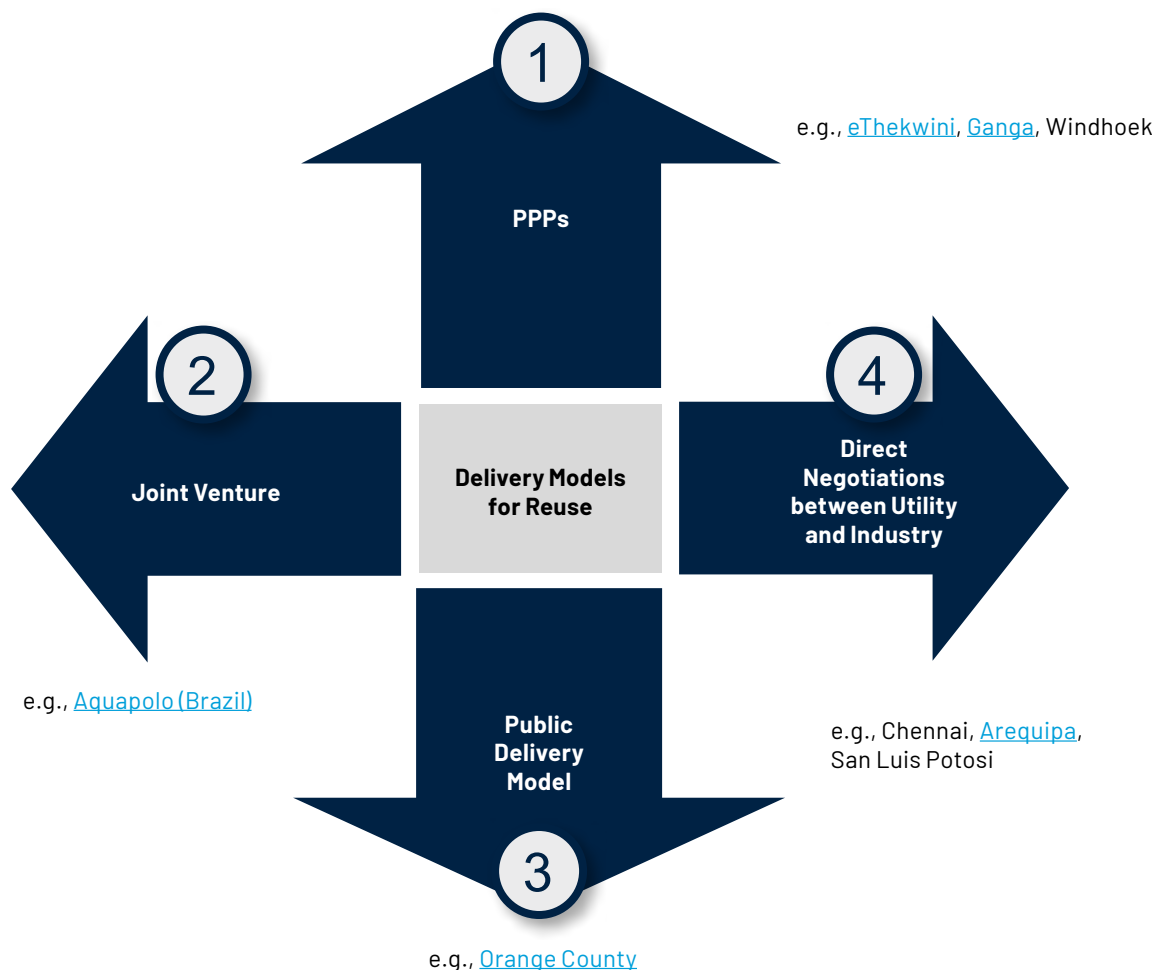 1
e.g., eThekwini, Ganga, Windhoek
PPPs
2
4
Joint Venture
Delivery Models
for Reuse
Direct
Negotiations
between Utility
and Industry
e.g., Aquapolo (Brazil)
Public
Delivery
Model
e.g., Chennai, Arequipa,
San Luis Potosi
3
e.g., Orange County